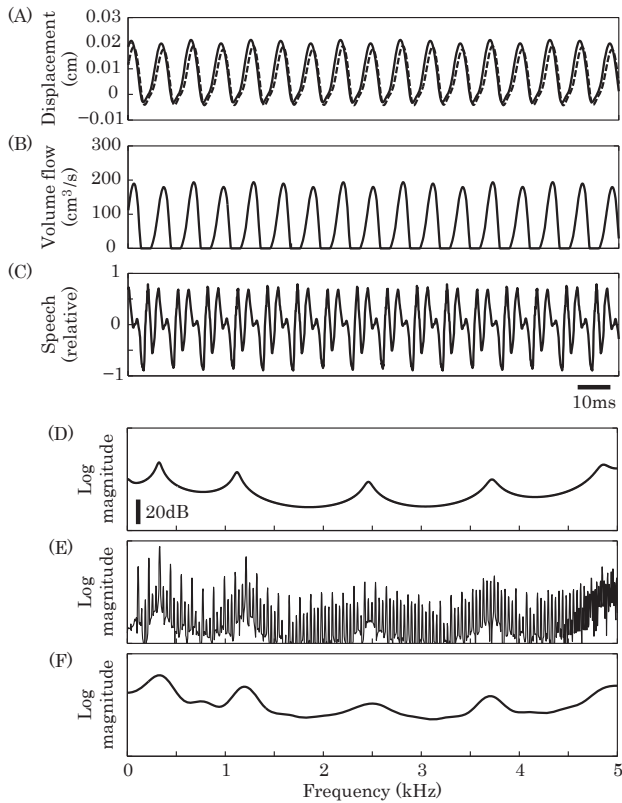 (A)
Displacement
(cm)
0.03
0.02
0.01
0
−0.01
(B)
Volume flow
(cm³/s)
300
200
100
0
(C)
Speech
(relative)
1
0
−1
10ms
(D)
Log
magnitude
20dB
(E)
Log
magnitude
(F)
Log
magnitude
0 1 2 3 4 5
Frequency (kHz)